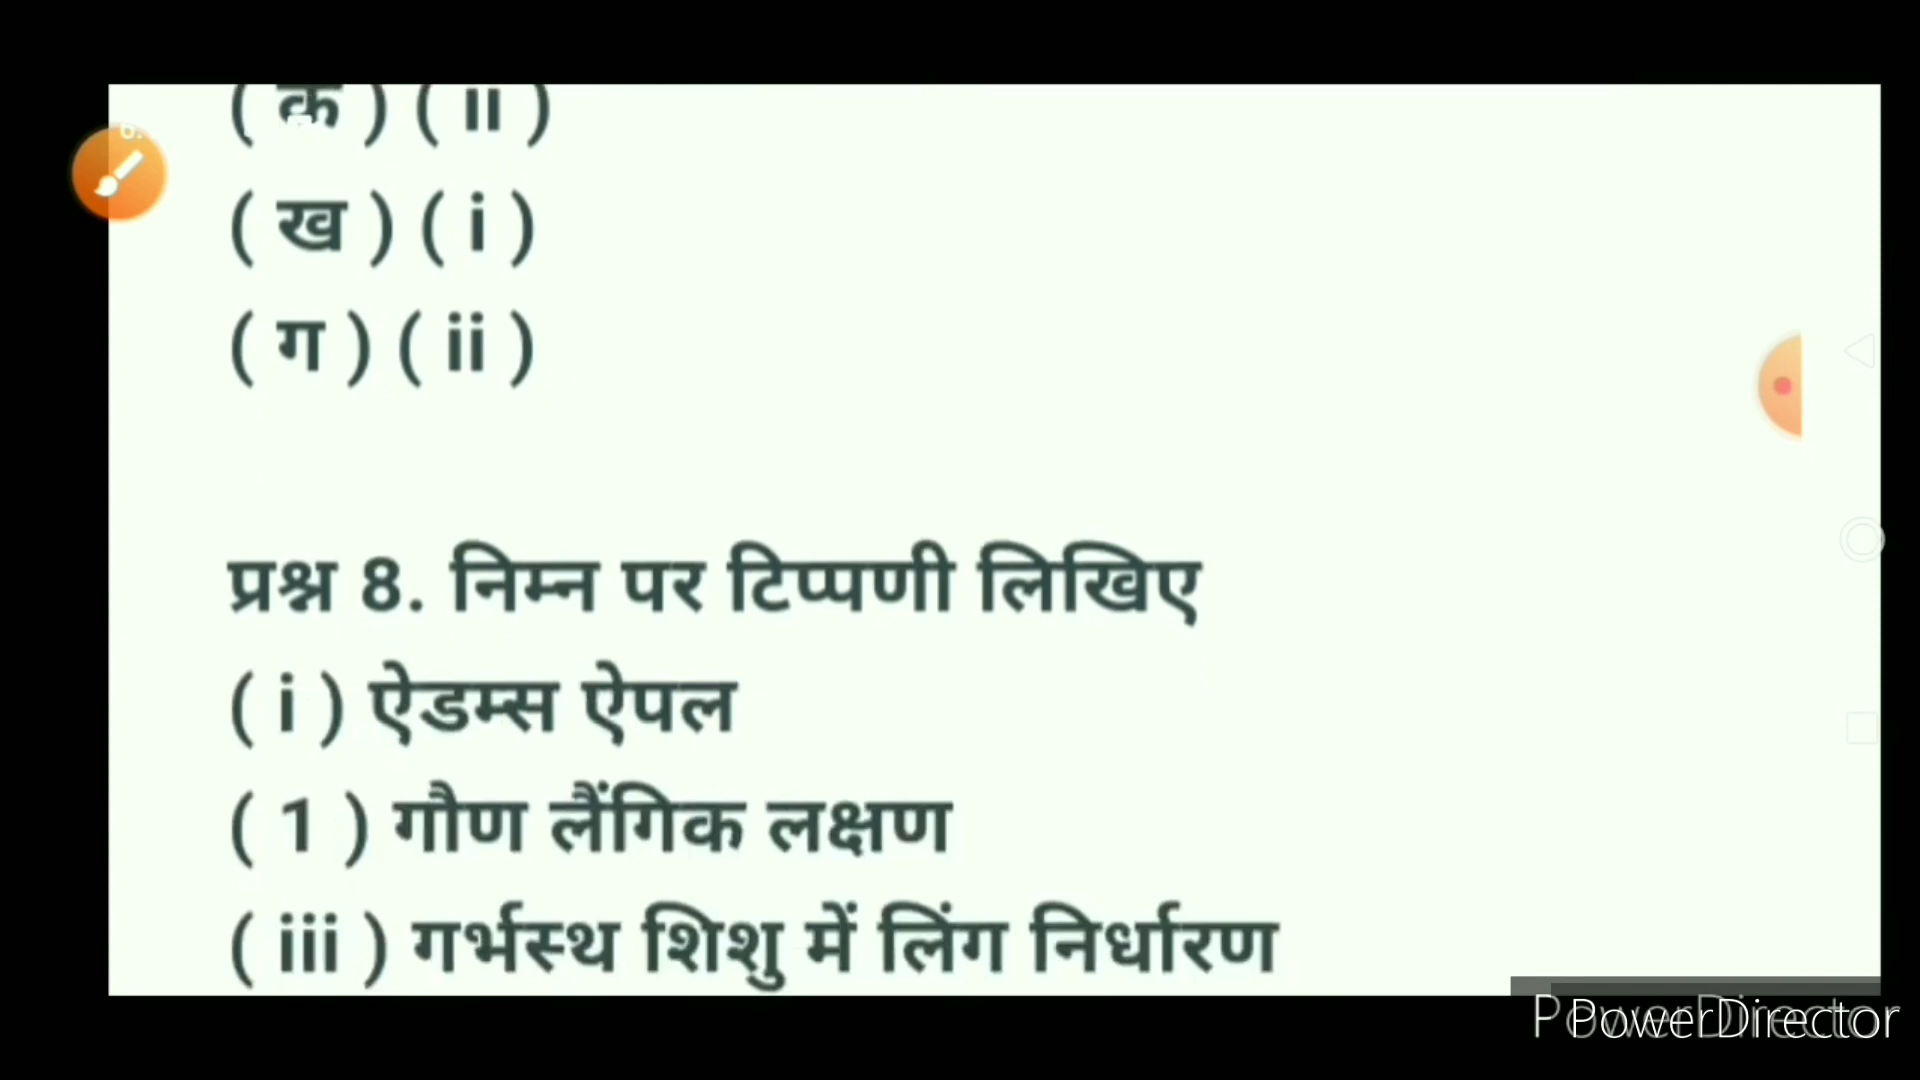 ( क ) ( ii )
( ख ) ( i )
( ग ) ( ii )
प्रश्न 8. निम्न पर टिप्पणी लिखिए
( i ) ऐडम्स ऐपल
( 1 ) गौण लैंगिक लक्षण
( iii ) गर्भस्थ शिशु में लिंग निर्धारण
PowerDirector